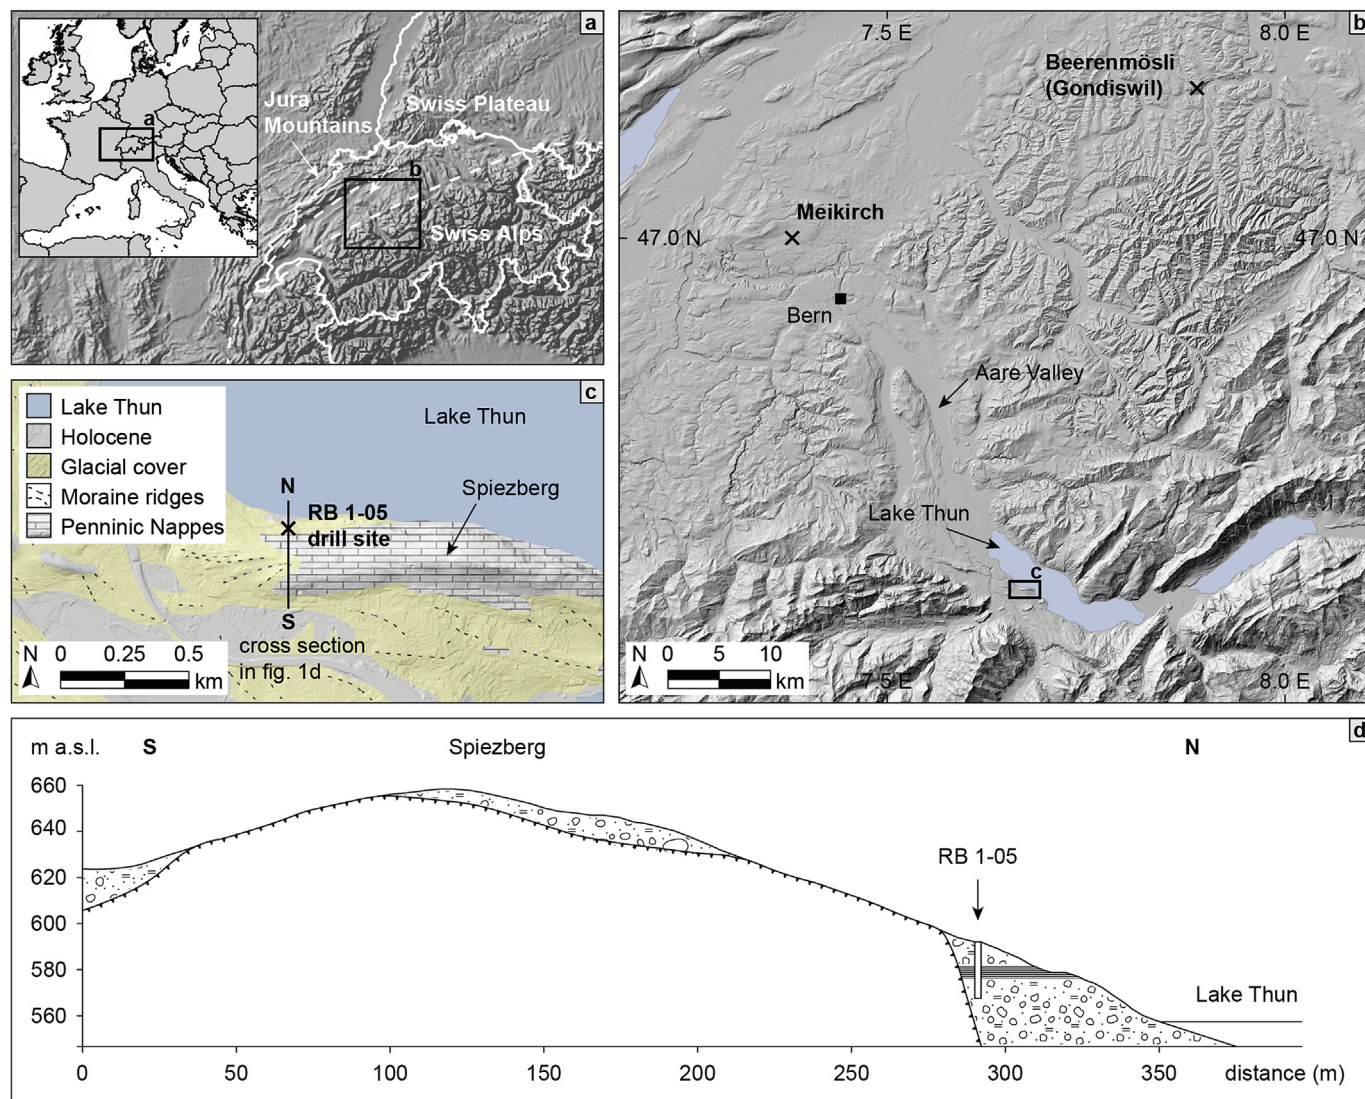 a
a
Jura
Mountains
Swiss Plateau
b
Swiss Alps
b
7.5 E
8.0 E
Beerenmösli
(Gondiswil)
Meikirch
47.0 N
47.0 N
Bern
Aare Valley
Lake Thun
c
N
0
5
10
km
7.5 E
8.0 E
c
Lake Thun
Holocene
Glacial cover
Moraine ridges
Penninic Nappes
Lake Thun
N
RB 1-05
drill site
Spiezberg
S
cross section
in fig. 1d
N
0
0.25
0.5
km
d
m a.s.l.
S
Spiezberg
N
660
640
620
600
580
560
RB 1-05
Lake Thun
0
50
100
150
200
250
300
350
distance (m)